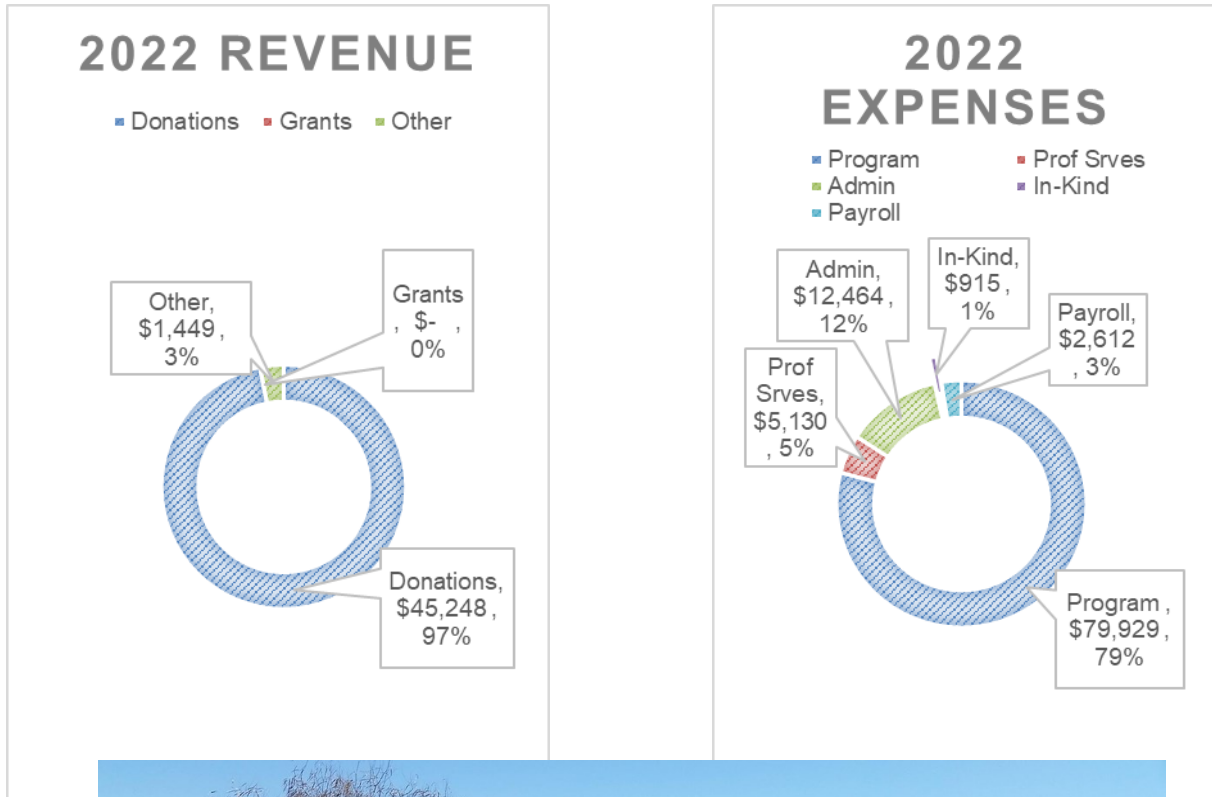 2022 REVENUE
Donations Grants Other
Other,
$1,449 ,
3%
Grants
, $- ,
0%
Donations,
$45,248 ,
97%
2022
EXPENSES
Program Prof Srves
Admin In-Kind
Payroll
Admin,
$12,464 ,
12%
In-Kind,
$915 ,
1%
Payroll,
$2,612
, 3%
Prof
Srves,
$5,130
, 5%
Program ,
$79,929 ,
79%